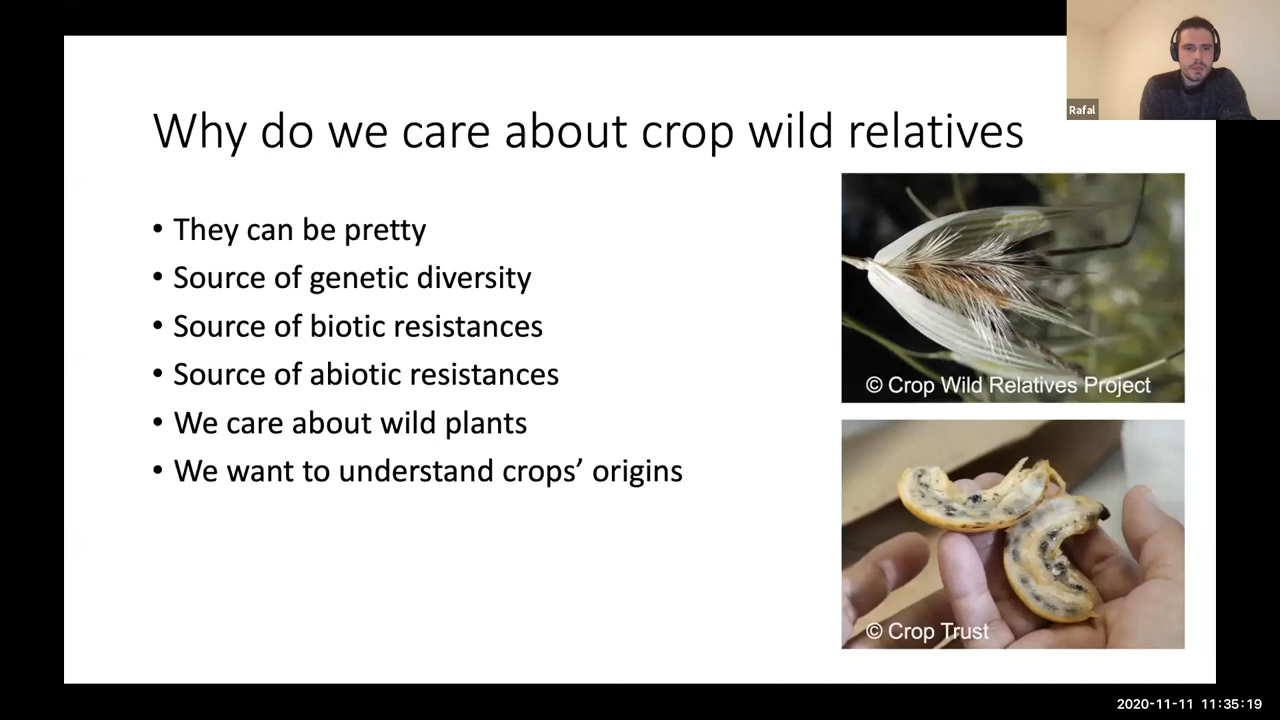 Rafal
Why do we care about crop wild relatives
• They can be pretty
• Source of genetic diversity
• Source of biotic resistances
• Source of abiotic resistances
• We care about wild plants
• We want to understand crops’ origins
© Crop Wild Relatives Project
© Crop Trust
2020-11-11 11:35:19